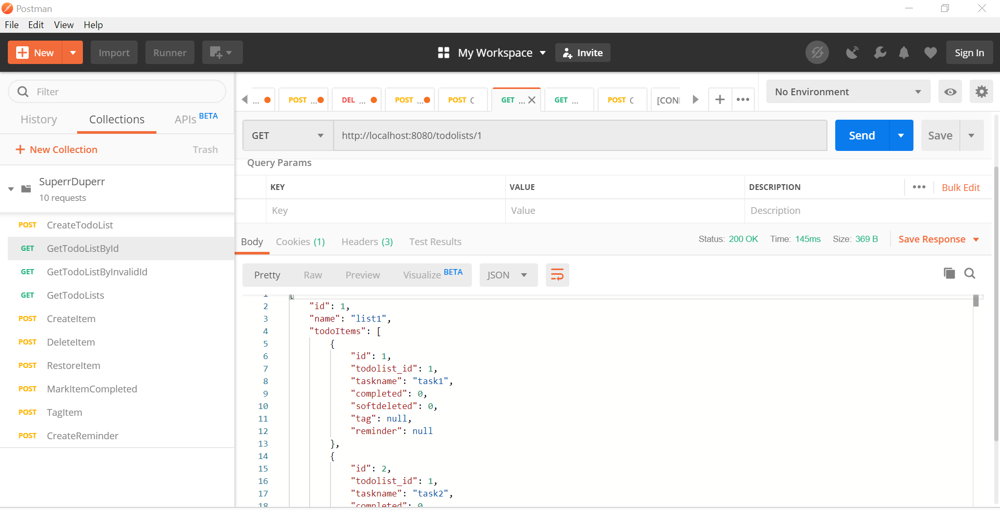 Postman
File Edit View Help
New Import Runner My Workspace Invite Sign In
Filter
History Collections APIs BETA
New Collection Trash
SuperrDuperr
10 requests
POST CreateTodoList
GET GetTodoListById
GET GetTodoListByInvalidId
GET GetTodoLists
POST CreateItem
POST DeleteItem
POST RestoreItem
POST MarkItemCompleted
POST TagItem
POST CreateReminder
... POST ... DEL ... POST ... POST GET ... GET ... POST [CON No Environment
GET http://localhost:8080/todolists/1 Send Save
Query Params
KEY VALUE DESCRIPTION Bulk Edit
Key Value Description
Body Cookies (1) Headers (3) Test Results Status: 200 OK Time: 145ms Size: 369 B Save Response
Pretty Raw Preview Visualize BETA JSON
1 {
2 "id": 1,
3 "name": "list1",
4 "todoItems": [
5 {
6 "id": 1,
7 "todolist_id": 1,
8 "taskname": "task1",
9 "completed": 0,
10 "softdeleted": 0,
11 "tag": null,
12 "reminder": null
13 },
14 {
15 "id": 2,
16 "todolist_id": 1,
17 "taskname": "task2",
18 "completed": 0